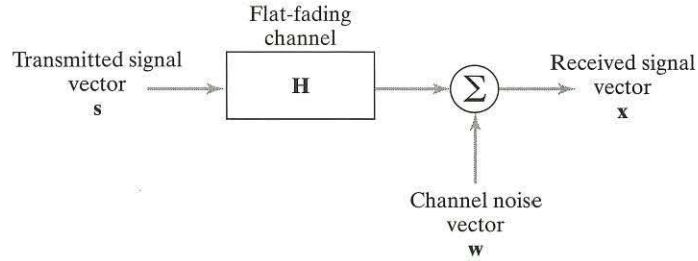 Flat-fading
channel
Transmitted signal
vector
s
H
Σ
Received signal
vector
x
Channel noise
vector
w